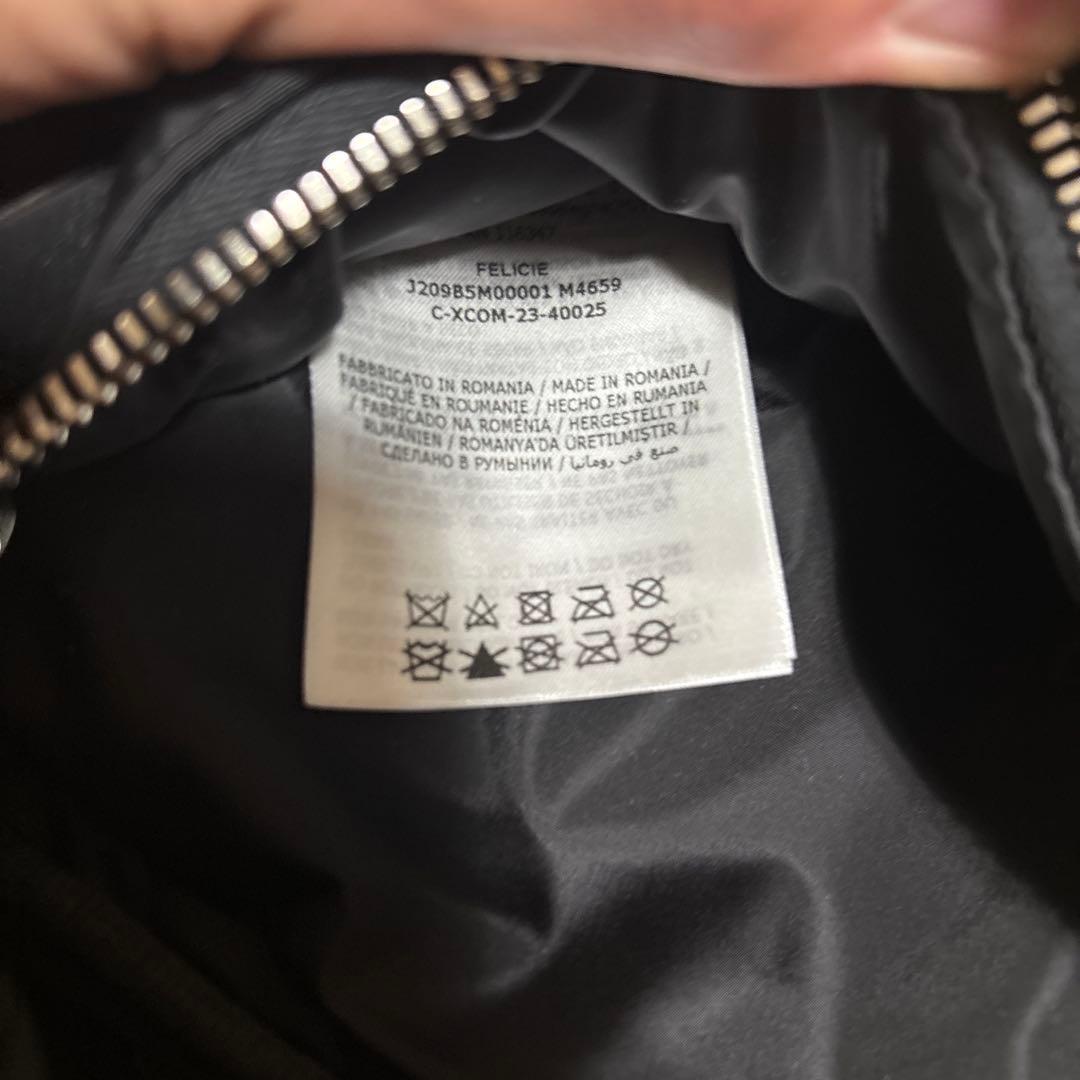 116347
FELICIE
J209B5M00001 M4659
C-XCOM-23-40025
FABBRICATO IN ROMANIA / MADE IN ROMANIA /
FABRIQUÉ EN ROUMANIE / HECHO EN RUMANIA
/ FABRICADO NA ROMÉNIA / HERGESTELLT IN
RUMÄNIEN / ROMANYA'DA ÜRETILMIŞTIR /
СДЕЛАНО В РУМЫНИИ / صنع في رومانيا